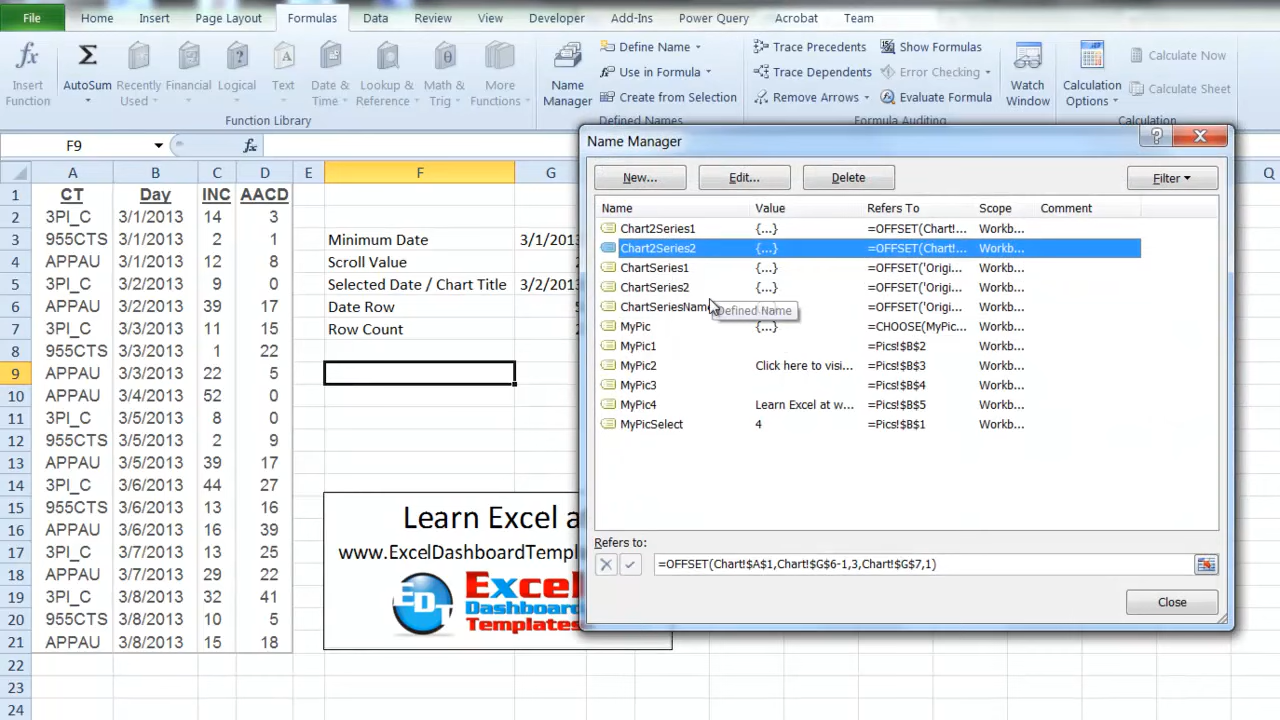 File Home Insert Page Layout Formulas Data Review View Developer Add-Ins Power Query Acrobat Team
fx Insert Function
Σ AutoSum
Recently Used
Financial
Logical
Text
Date & Time
Lookup & Reference
Math & Trig
More Functions
Function Library
Name Manager
Define Name
Use in Formula
Create from Selection
Defined Names
Trace Precedents
Trace Dependents
Remove Arrows
Show Formulas
Error Checking
Evaluate Formula
Formula Auditing
Watch Window
Calculation Options
Calculate Now
Calculate Sheet
Calculation
F9 fx
A B C D E F G Q
1 CT Day INC AACD
2 3PI_C 3/1/2013 14 3
3 955CTS 3/1/2013 2 1 Minimum Date 3/1/2013
4 APPAU 3/1/2013 12 8 Scroll Value
5 3PI_C 3/2/2013 9 0 Selected Date / Chart Title 3/2/2013
6 APPAU 3/2/2013 39 17 Date Row
7 3PI_C 3/3/2013 11 15 Row Count
8 955CTS 3/3/2013 1 22
9 APPAU 3/3/2013 22 5
10 APPAU 3/4/2013 52 0
11 3PI_C 3/5/2013 8 0
12 955CTS 3/5/2013 2 9
13 APPAU 3/5/2013 39 17
14 3PI_C 3/6/2013 44 27
15 955CTS 3/6/2013 13 16
16 APPAU 3/6/2013 16 39
17 3PI_C 3/7/2013 13 25
18 APPAU 3/7/2013 29 22
19 3PI_C 3/8/2013 32 41
20 955CTS 3/8/2013 10 5
21 APPAU 3/8/2013 15 18
22
23
24
Learn Excel a
www.ExcelDashboardTemp
EDT
Excel
Dashboard
Templates
Name Manager
New... Edit... Delete Filter
Name Value Refers To Scope Comment
Chart2Series1 {...} =OFFSET(Chart!... Workb...
Chart2Series2 {...} =OFFSET(Chart!... Workb...
ChartSeries1 {...} =OFFSET('Origi... Workb...
ChartSeries2 {...} =OFFSET('Origi... Workb...
ChartSeriesName =OFFSET('Origi... Workb...
Defined Name
MyPic {...} =CHOOSE(MyPic... Workb...
MyPic1 =Pics!$B$2 Workb...
MyPic2 Click here to visi... =Pics!$B$3 Workb...
MyPic3 =Pics!$B$4 Workb...
MyPic4 Learn Excel at w... =Pics!$B$5 Workb...
MyPicSelect 4 =Pics!$B$1 Workb...
Refers to:
=OFFSET(Chart!$A$1,Chart!$G$6-1,3,Chart!$G$7,1)
Close